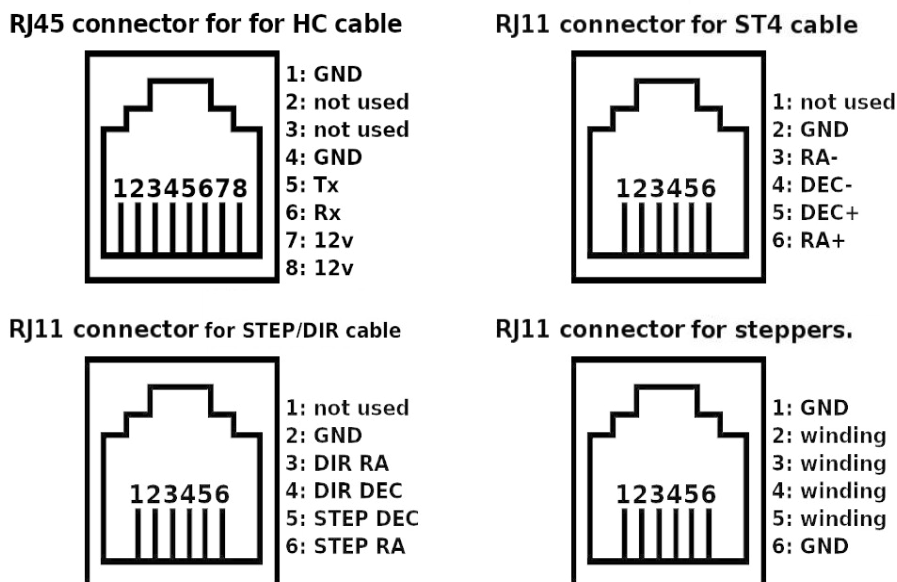 RJ45 connector for for HC cable
12345678
1: GND
2: not used
3: not used
4: GND
5: Tx
6: Rx
7: 12v
8: 12v
RJ11 connector for ST4 cable
123456
1: not used
2: GND
3: RA-
4: DEC-
5: DEC+
6: RA+
RJ11 connector for STEP/DIR cable
123456
1: not used
2: GND
3: DIR RA
4: DIR DEC
5: STEP DEC
6: STEP RA
RJ11 connector for steppers.
123456
1: GND
2: winding
3: winding
4: winding
5: winding
6: GND